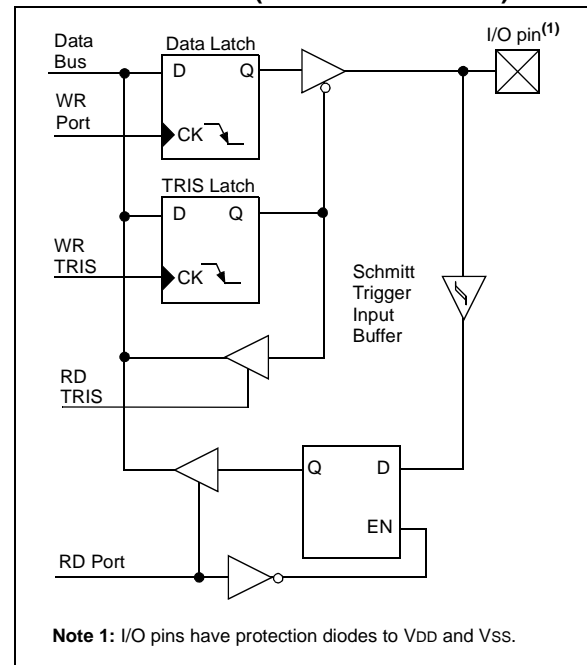 Data
Bus
Data Latch
I/O pin(1)
D Q
WR
Port
CK
TRIS Latch
D Q
WR
TRIS
CK
Schmitt
Trigger
Input
Buffer
RD
TRIS
Q D
EN
RD Port
Note 1: I/O pins have protection diodes to VDD and VSS.